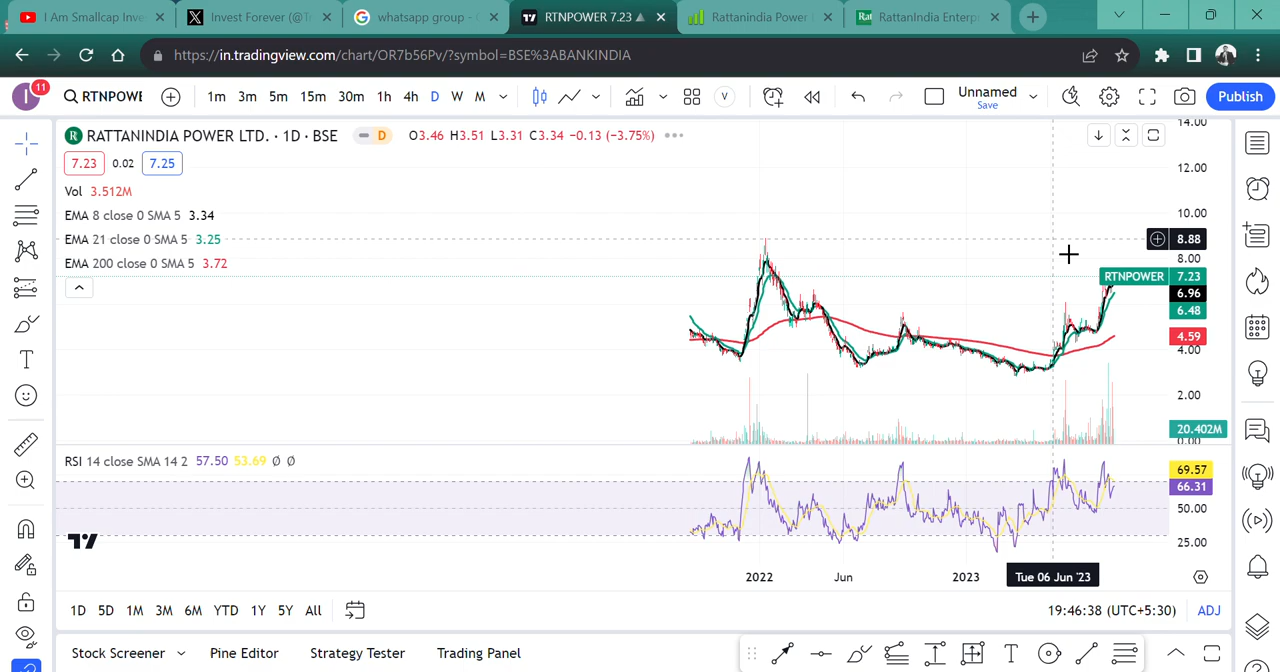 I Am Smallcap Inve
Invest Forever (@Tr
whatsapp group -
RTNPOWER 7.23
Rattanindia Power
Rat
RattanIndia Enterp
https://in.tradingview.com/chart/OR7b56Pv/?symbol=BSE%3ABANKINDIA
I 11 RTNPOWE 1m 3m 5m 15m 30m 1h 4h D W M V Unnamed Save Publish
R RATTANINDIA POWER LTD. · 1D · BSE D O3.46 H3.51 L3.31 C3.34 −0.13 (−3.75%)
7.23 0.02 7.25
Vol 3.512M
EMA 8 close 0 SMA 5 3.34
EMA 21 close 0 SMA 5 3.25
EMA 200 close 0 SMA 5 3.72
14.00
12.00
10.00
8.88
8.00
RTNPOWER 7.23
6.96
6.48
4.59
4.00
2.00
20.402M
0.00
RSI 14 close SMA 14 2 57.50 53.69 Ø Ø
69.57
66.31
50.00
25.00
2022 Jun 2023 Tue 06 Jun '23
1D 5D 1M 3M 6M YTD 1Y 5Y All 19:46:38 (UTC+5:30) ADJ
Stock Screener Pine Editor Strategy Tester Trading Panel